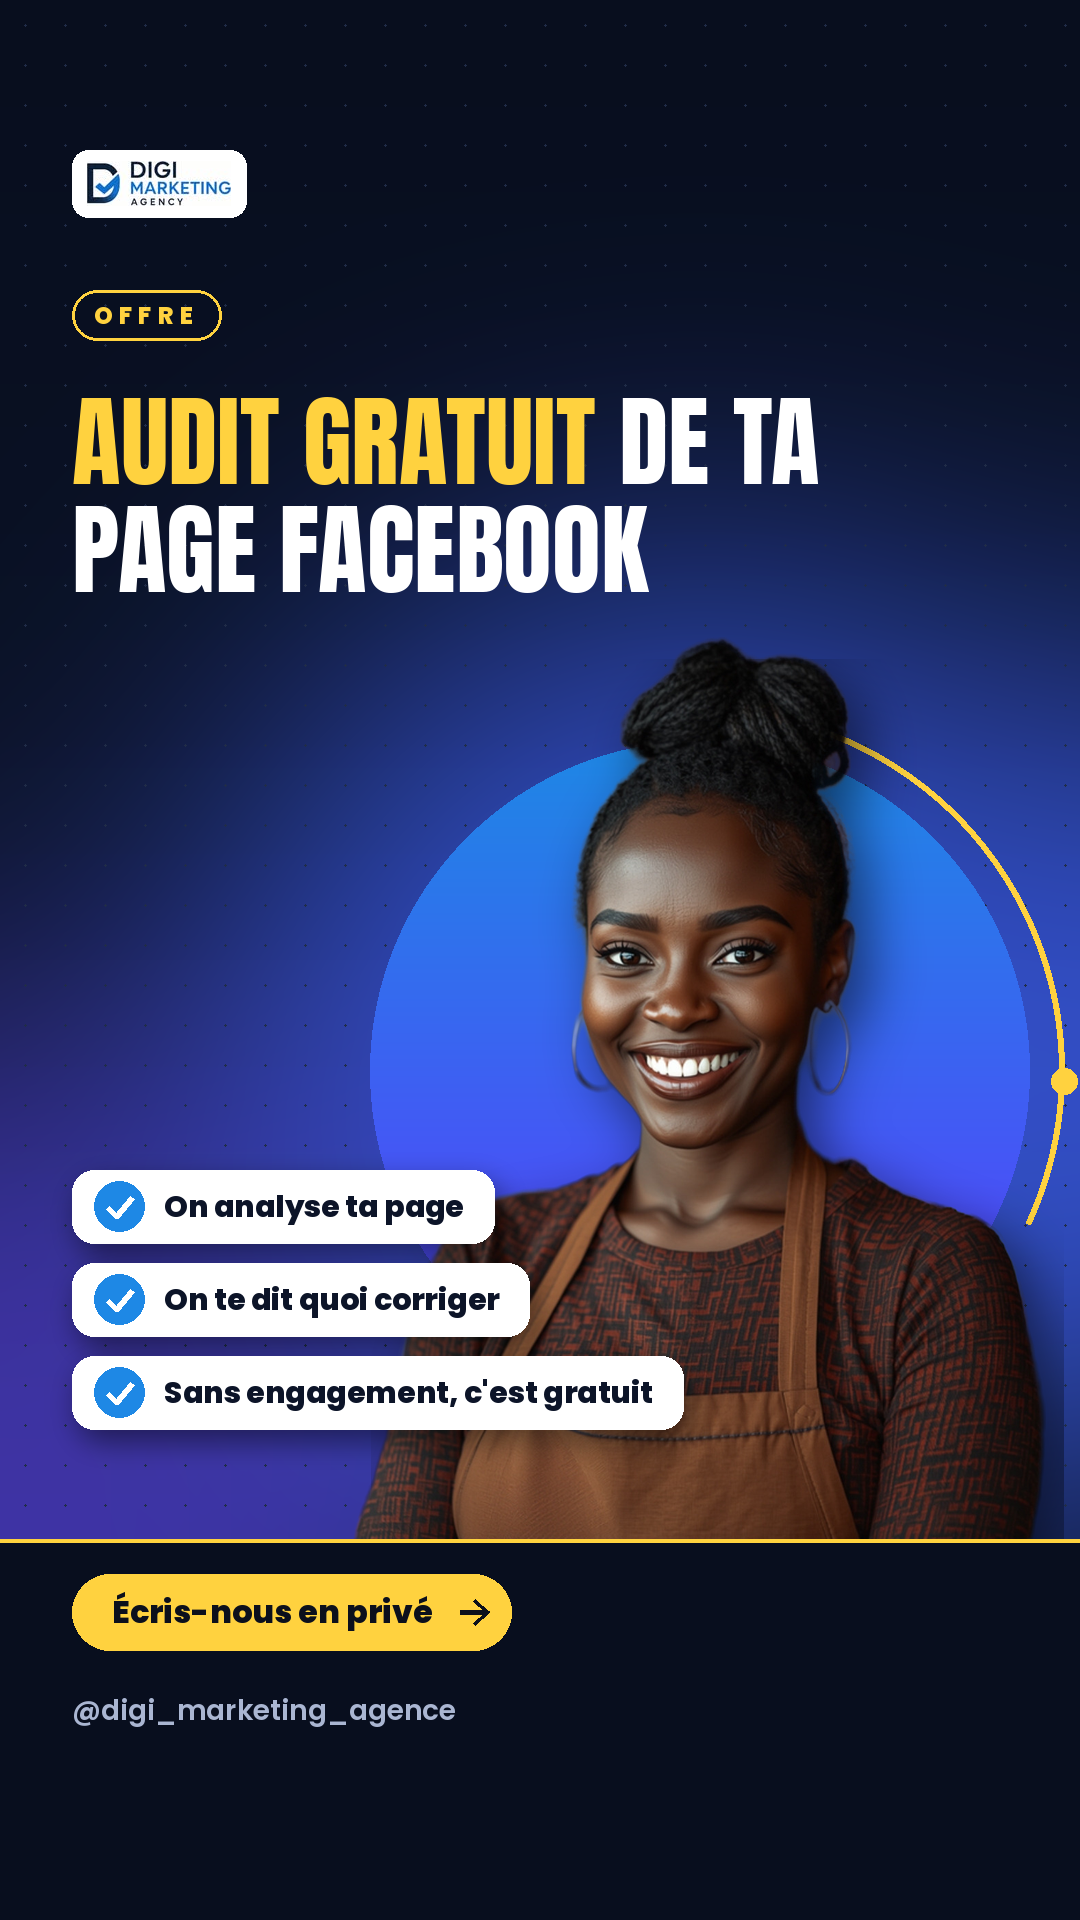 DIGI
MARKETING
AGENCY
OFFRE
AUDIT GRATUIT DE TA
PAGE FACEBOOK
On analyse ta page
On te dit quoi corriger
Sans engagement, c'est gratuit
Écris-nous en privé
@digi_marketing_agence